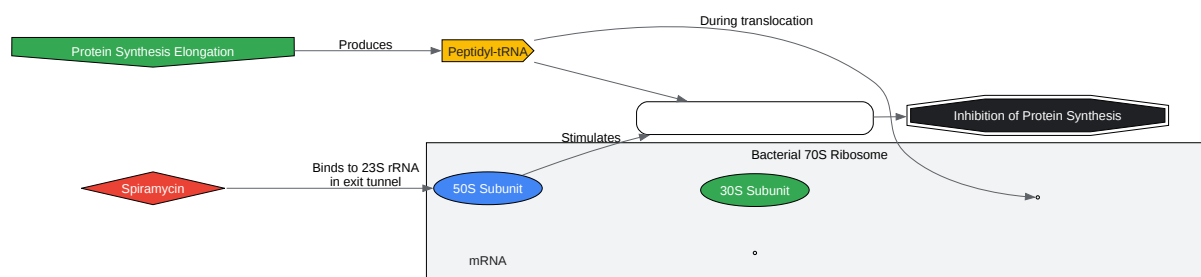 During translocation
Protein Synthesis Elongation
Produces
Peptidyl-tRNA
Inhibition of Protein Synthesis
Stimulates
Bacterial 70S Ribosome
Binds to 23S rRNA
in exit tunnel
Spiramycin
50S Subunit
30S Subunit
mRNA